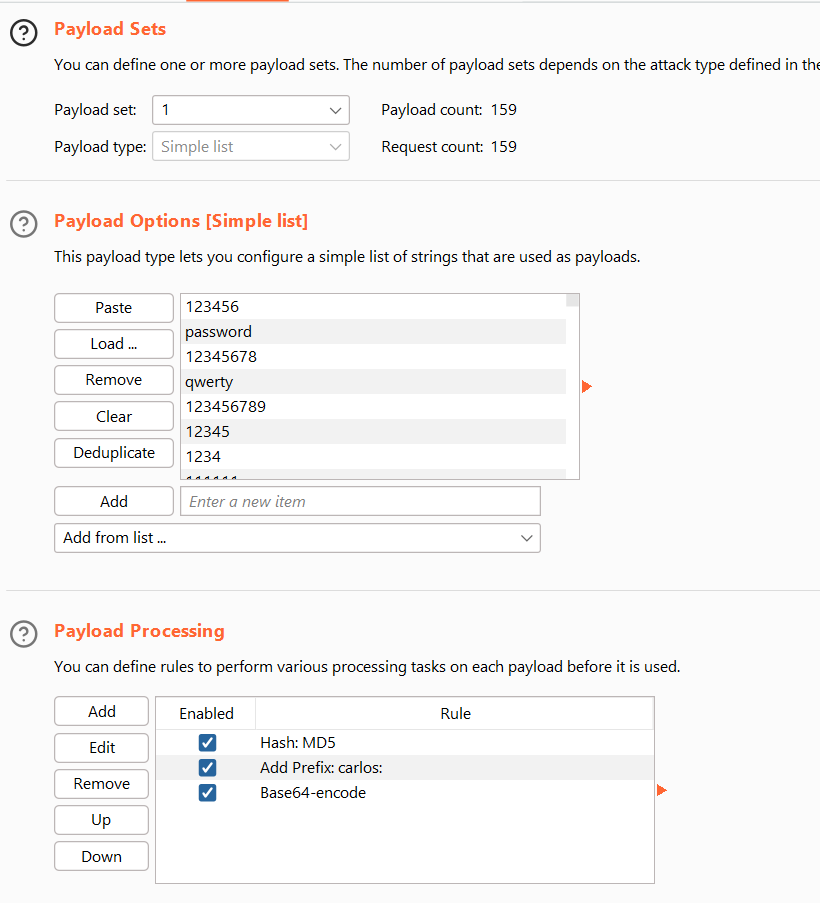 Payload Sets
You can define one or more payload sets. The number of payload sets depends on the attack type defined in the
Payload set: 1 Payload count: 159
Payload type: Simple list Request count: 159
Payload Options [Simple list]
This payload type lets you configure a simple list of strings that are used as payloads.
Paste 123456
password
Load ... 12345678
Remove qwerty
123456789
Clear 12345
Deduplicate 1234
111111
Add Enter a new item
Add from list ...
Payload Processing
You can define rules to perform various processing tasks on each payload before it is used.
Add Enabled Rule
Edit Hash: MD5
Add Prefix: carlos:
Remove Base64-encode
Up
Down